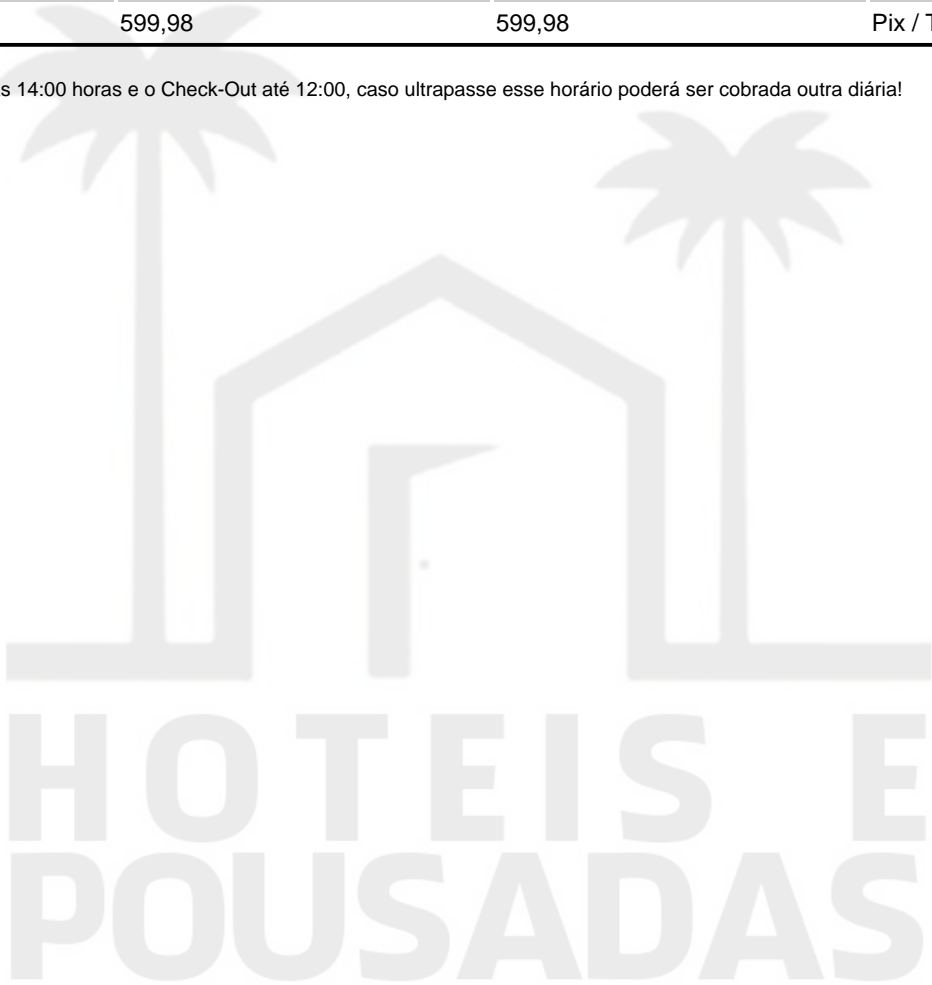 599,98 599,98 Pix / T
s 14:00 horas e o Check-Out até 12:00, caso ultrapasse esse horário poderá ser cobrada outra diária!
HOTEIS E
POUSADAS